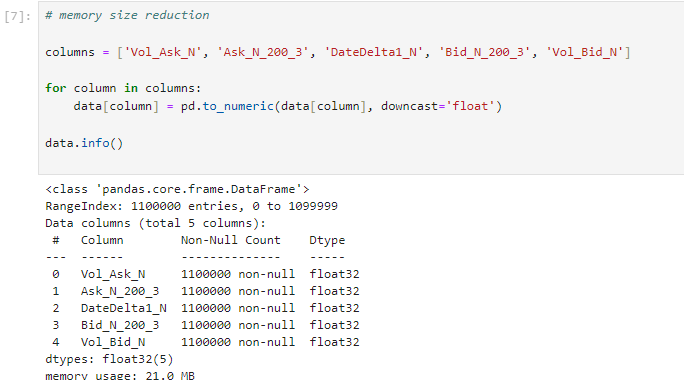 [7]: # memory size reduction
columns = ['Vol_Ask_N', 'Ask_N_200_3', 'DateDelta1_N', 'Bid_N_200_3', 'Vol_Bid_N']
for column in columns:
    data[column] = pd.to_numeric(data[column], downcast='float')
data.info()
<class 'pandas.core.frame.DataFrame'>
RangeIndex: 1100000 entries, 0 to 1099999
Data columns (total 5 columns):
 #   Column        Non-Null Count    Dtype
---  ------        --------------    -----
 0   Vol_Ask_N     1100000 non-null  float32
 1   Ask_N_200_3   1100000 non-null  float32
 2   DateDelta1_N  1100000 non-null  float32
 3   Bid_N_200_3   1100000 non-null  float32
 4   Vol_Bid_N     1100000 non-null  float32
dtypes: float32(5)
memory usage: 21.0 MB